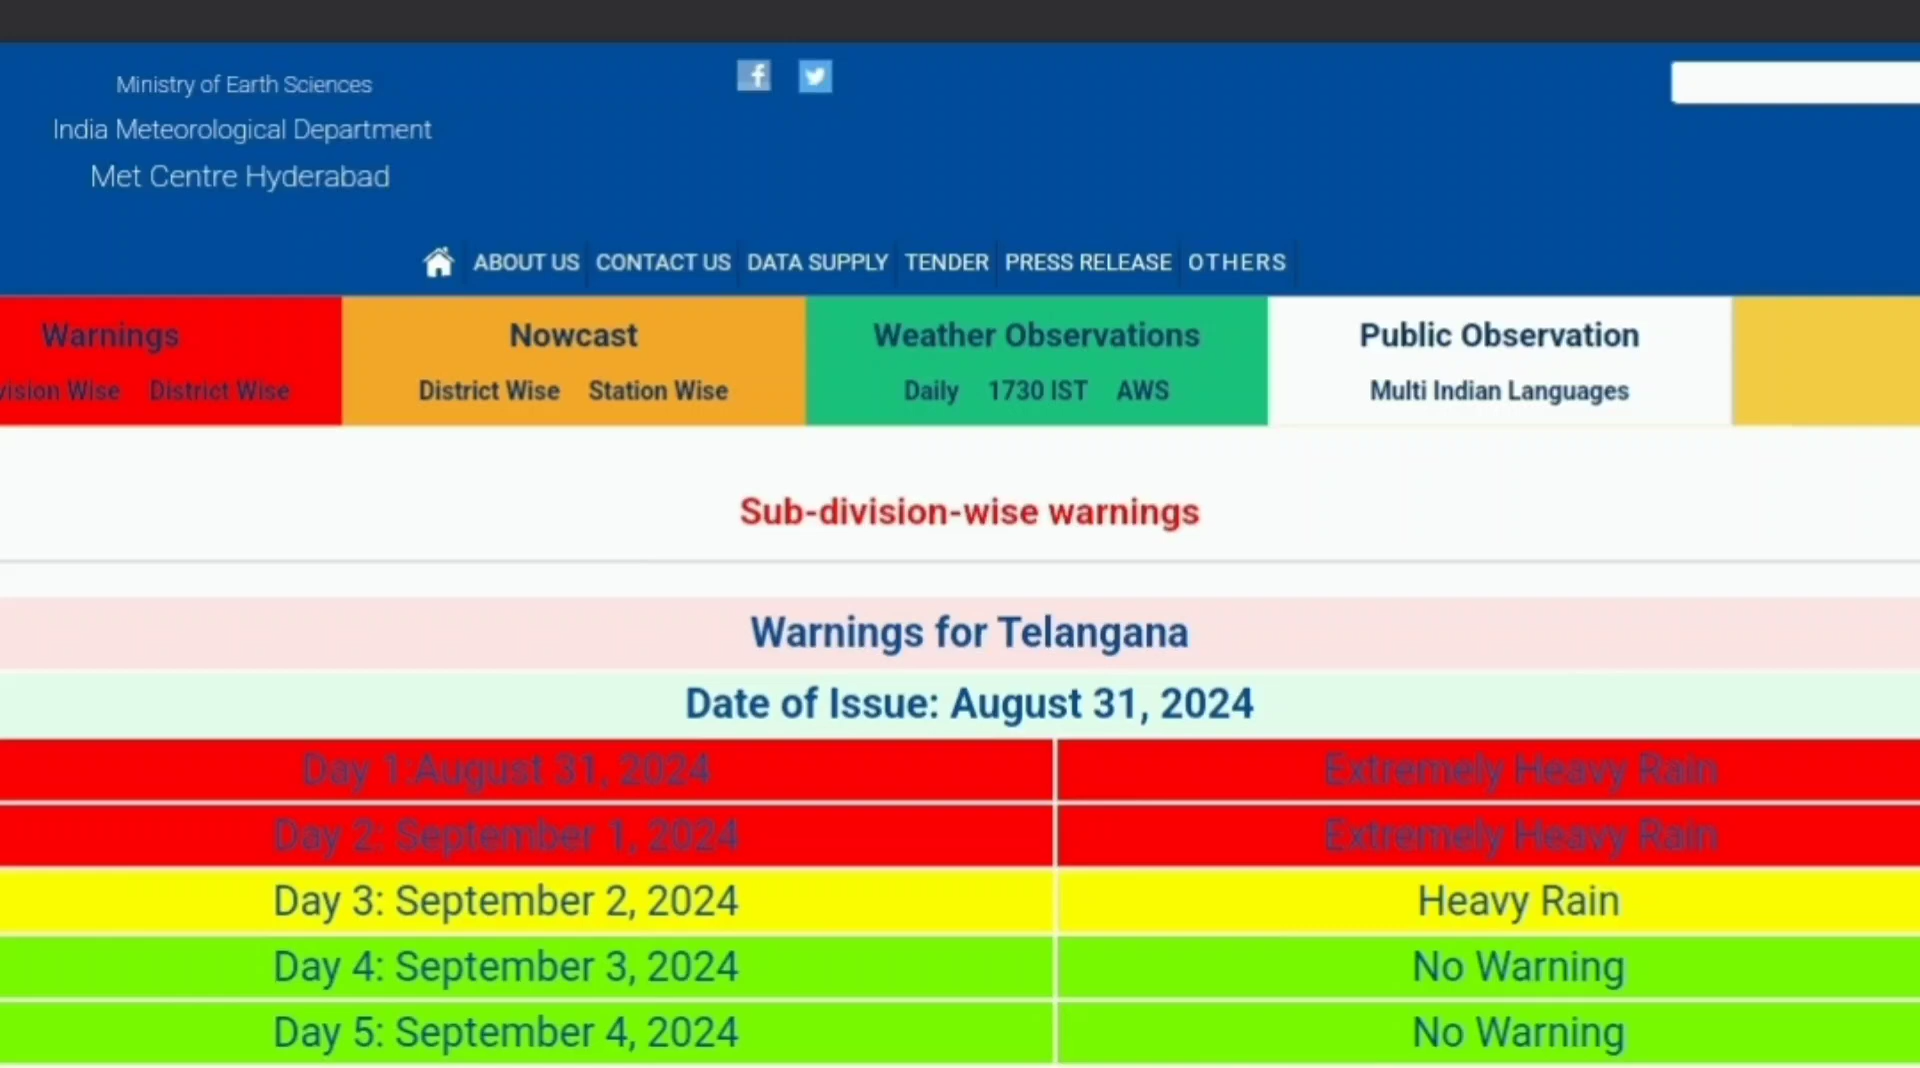 Ministry of Earth Sciences
India Meteorological Department
Met Centre Hyderabad
ABOUT US CONTACT US DATA SUPPLY TENDER PRESS RELEASE OTHERS
Warnings Nowcast Weather Observations Public Observation
vision Wise District Wise District Wise Station Wise Daily 1730 IST AWS Multi Indian Languages
Sub-division-wise warnings
Warnings for Telangana
Date of Issue: August 31, 2024
Day 1:August 31, 2024 Extremely Heavy Rain
Day 2: September 1, 2024 Extremely Heavy Rain
Day 3: September 2, 2024 Heavy Rain
Day 4: September 3, 2024 No Warning
Day 5: September 4, 2024 No Warning